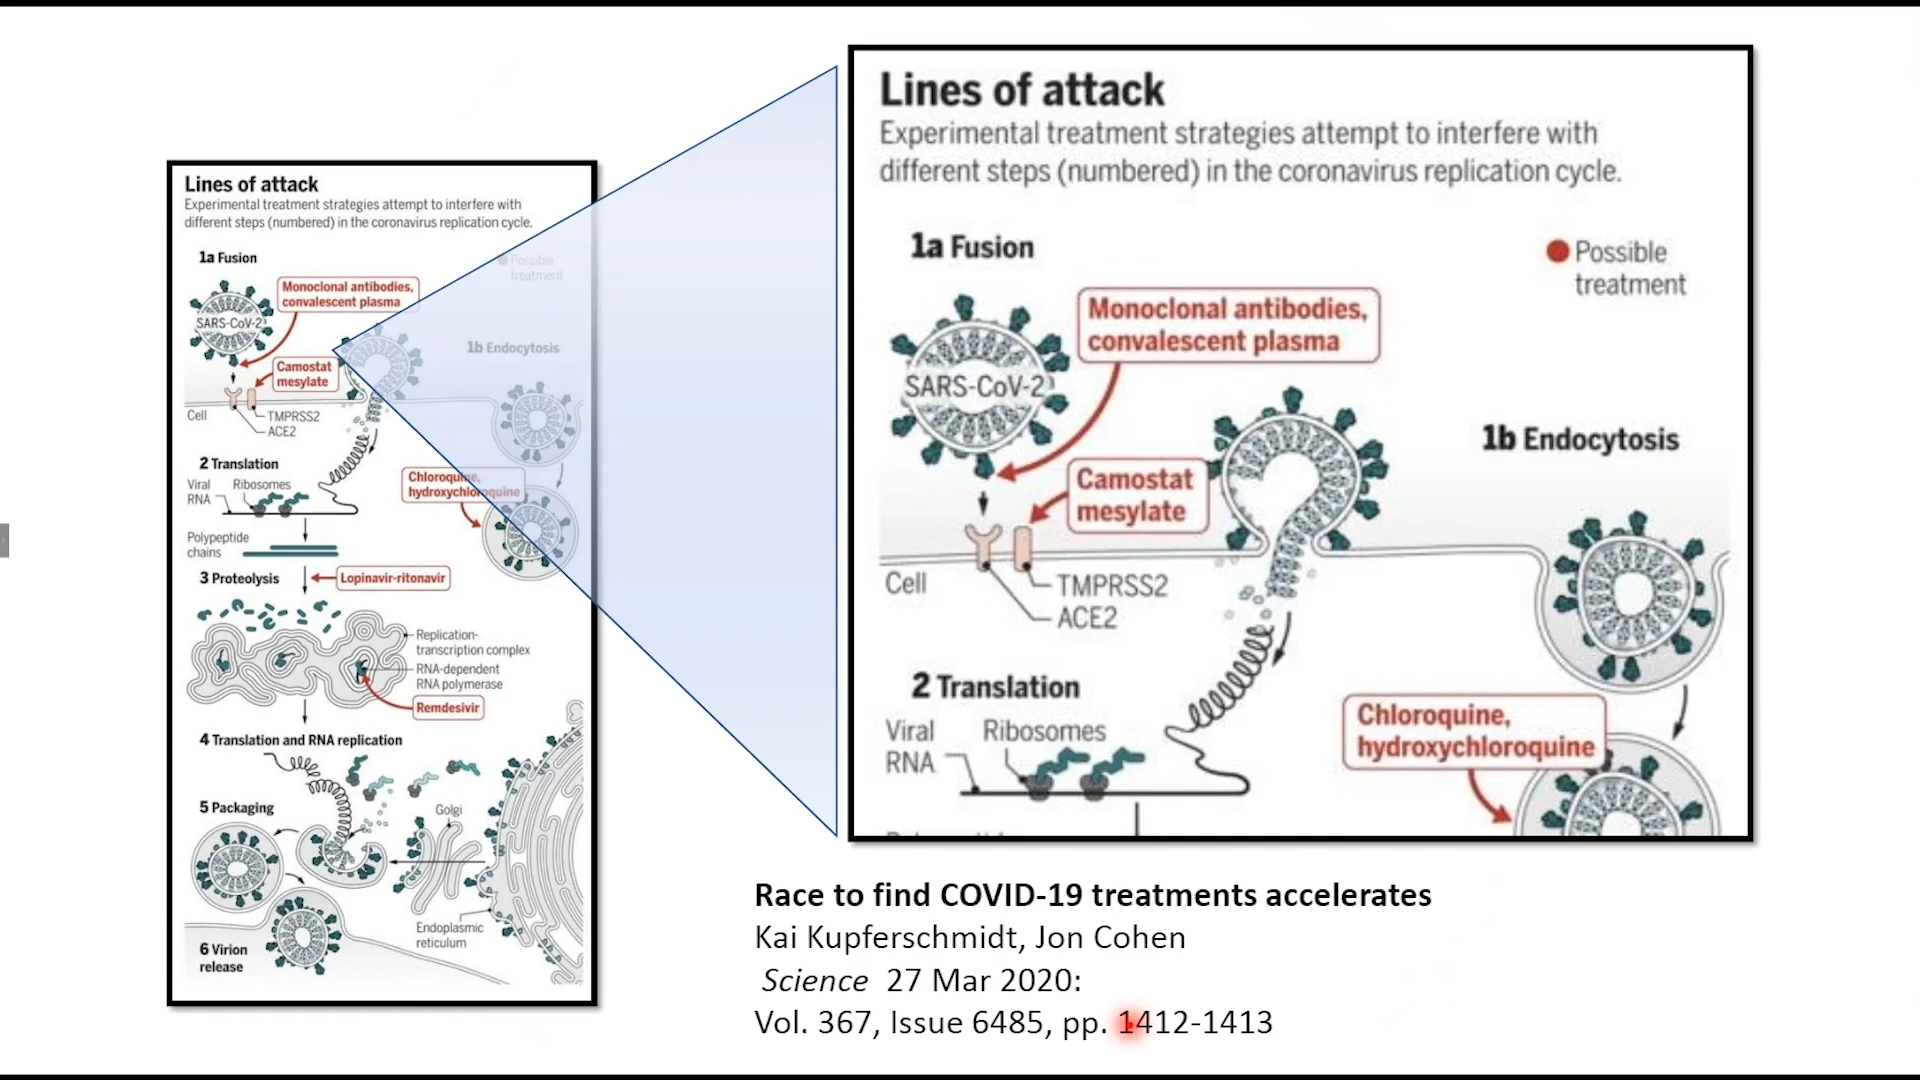 Lines of attack
Experimental treatment strategies attempt to interfere with
different steps (numbered) in the coronavirus replication cycle.
1a Fusion
Possible
treatment
Monoclonal antibodies,
convalescent plasma
SARS-CoV-2
1b Endocytosis
Camostat
mesylate
Cell
TMPRSS2
ACE2
2 Translation
Viral
RNA
Ribosomes
Chloroquine,
hydroxychloroquine
Polypeptide
chains
3 Proteolysis
Lopinavir-ritonavir
Replication-
transcription complex
RNA-dependent
RNA polymerase
Remdesivir
4 Translation and RNA replication
5 Packaging
Golgi
Endoplasmic
reticulum
6 Virion
release
Lines of attack
Experimental treatment strategies attempt to interfere with
different steps (numbered) in the coronavirus replication cycle.
1a Fusion
Possible
treatment
Monoclonal antibodies,
convalescent plasma
SARS-CoV-2
1b Endocytosis
Camostat
mesylate
Cell
TMPRSS2
ACE2
2 Translation
Viral
RNA
Ribosomes
Chloroquine,
hydroxychloroquine
Race to find COVID-19 treatments accelerates
Kai Kupferschmidt, Jon Cohen
Science 27 Mar 2020:
Vol. 367, Issue 6485, pp. 1412-1413